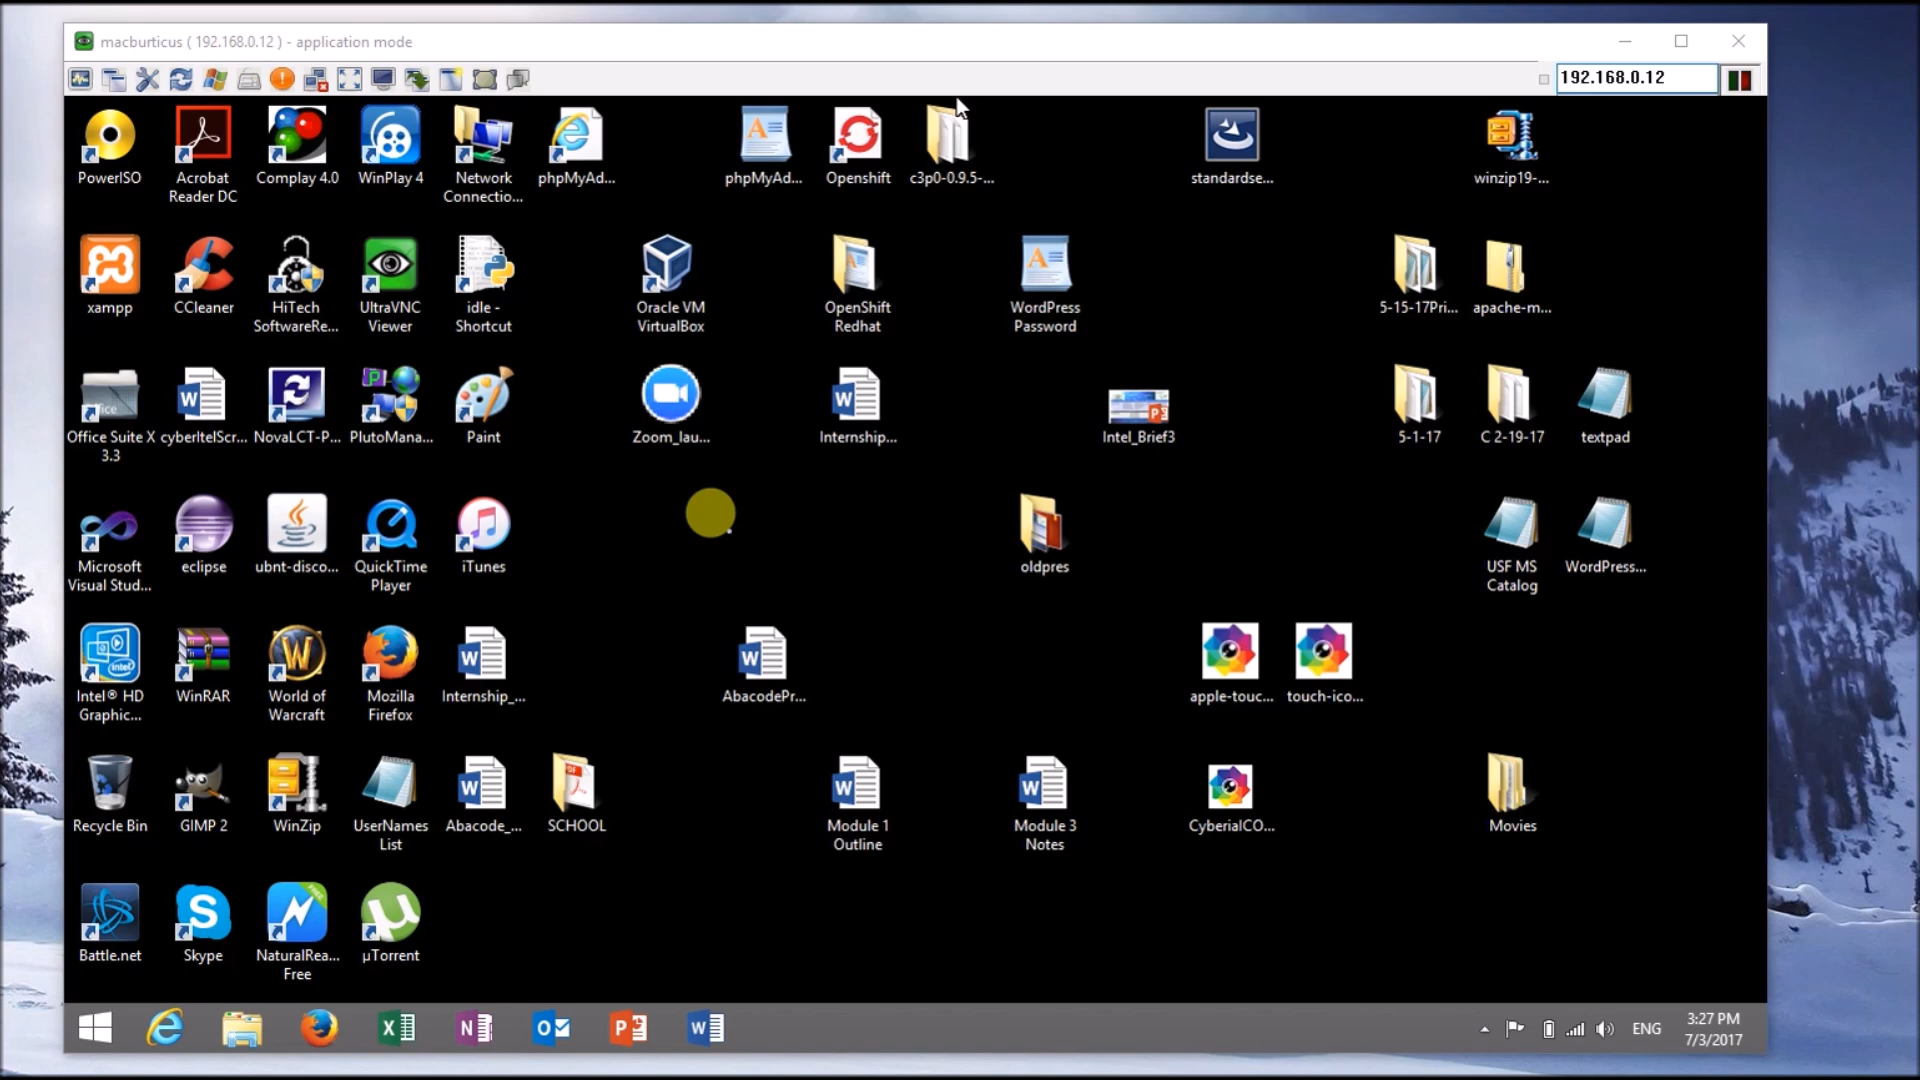 macburticus ( 192.168.0.12 ) - application mode
192.168.0.12
PowerISO
Acrobat
Reader DC
Complay 4.0
WinPlay 4
Network
Connectio...
phpMyAd...
phpMyAd...
Openshift
c3p0-0.9.5-...
standardse...
winzip19-...
xampp
CCleaner
HiTech
SoftwareRe...
UltraVNC
Viewer
idle -
Shortcut
Oracle VM
VirtualBox
OpenShift
Redhat
WordPress
Password
5-15-17Pri...
apache-m...
Office Suite X
3.3
cyberItelScr...
NovaLCT-P...
PlutoMana...
Paint
Zoom_lau...
Internship...
Intel_Brief3
5-1-17
C 2-19-17
textpad
Microsoft
Visual Stud...
eclipse
ubnt-disco...
QuickTime
Player
iTunes
oldpres
USF MS
Catalog
WordPress...
Intel® HD
Graphic...
WinRAR
World of
Warcraft
Mozilla
Firefox
Internship_...
AbacodePr...
apple-touc...
touch-ico...
Recycle Bin
GIMP 2
WinZip
UserNames
List
Abacode_...
SCHOOL
Module 1
Outline
Module 3
Notes
CyberialCO...
Movies
Battle.net
Skype
NaturalRea...
Free
µTorrent
ENG
3:27 PM
7/3/2017